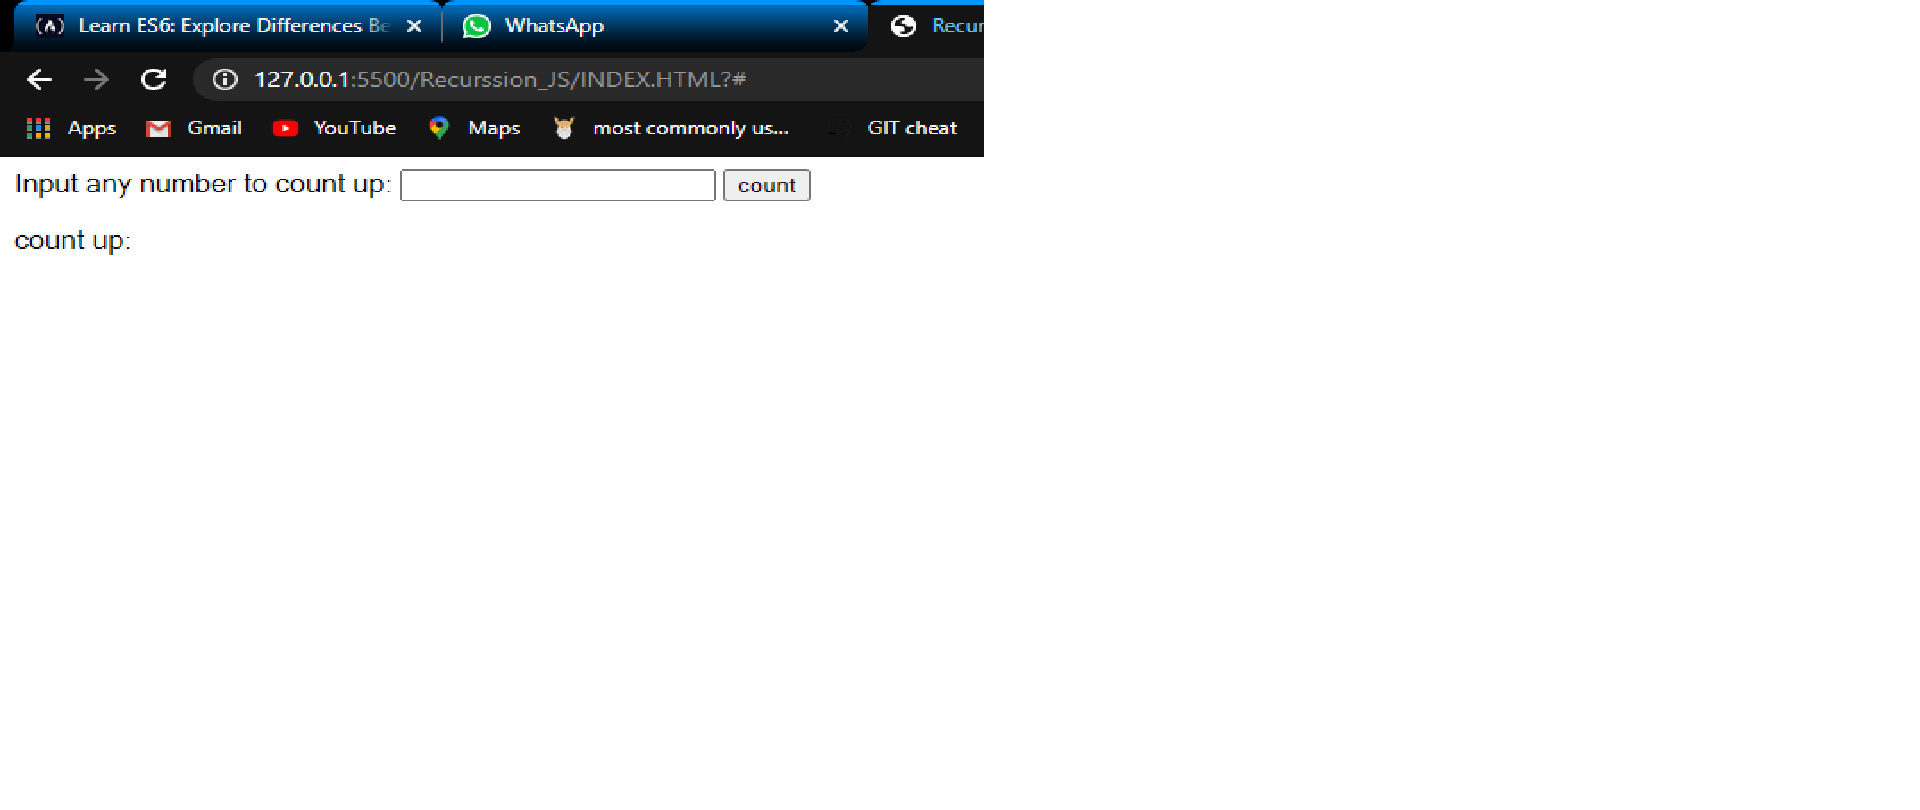 (A) Learn ES6: Explore Differences Be WhatsApp Recur
127.0.0.1:5500/Recurssion_JS/INDEX.HTML?#
Apps Gmail YouTube Maps most commonly us... GIT cheat
Input any number to count up: count
count up: